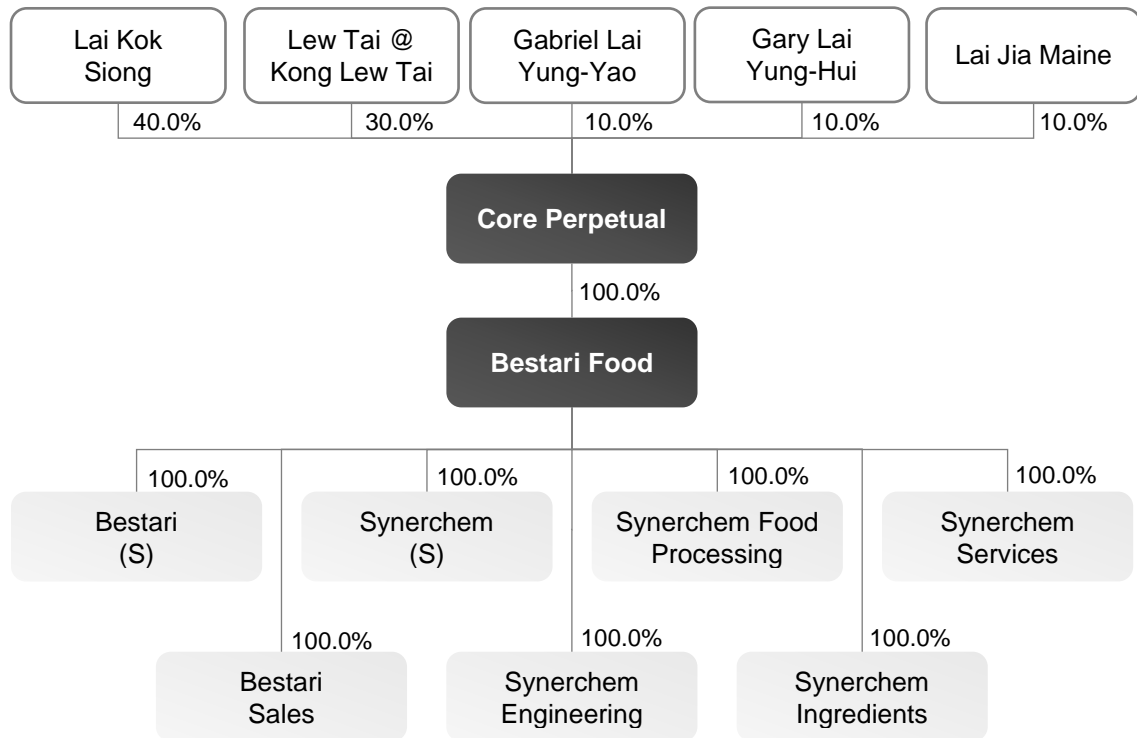 Lai Kok
Siong
Lew Tai @
Kong Lew Tai
Gabriel Lai
Yung-Yao
Gary Lai
Yung-Hui
Lai Jia Maine
40.0%
30.0%
10.0%
10.0%
10.0%
Core Perpetual
100.0%
Bestari Food
100.0%
100.0%
100.0%
100.0%
Bestari
(S)
Synerchem
(S)
Synerchem Food
Processing
Synerchem
Services
100.0%
100.0%
100.0%
Bestari
Sales
Synerchem
Engineering
Synerchem
Ingredients